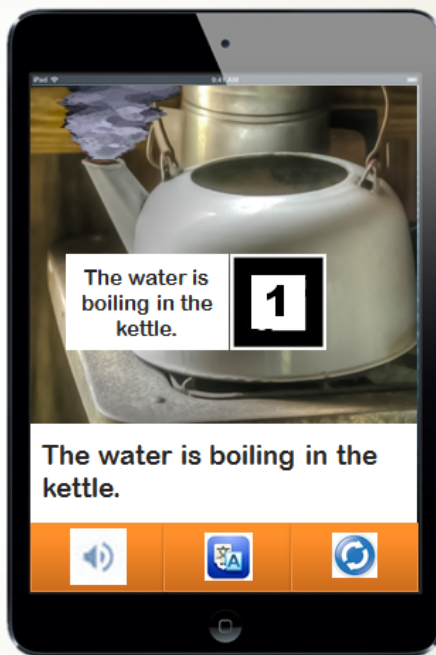 iPad
9:41 AM
The water is
boiling in the
kettle.
1
The water is boiling in the
kettle.
A